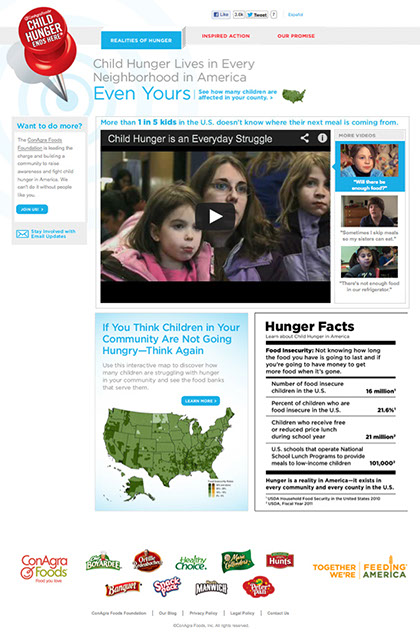 Like
Tweet
7
Español
ConAgra Foods
CHILD
HUNGER
ENDS HERE
REALITIES OF HUNGER
INSPIRED ACTION
OUR PROMISE
Child Hunger Lives in Every
Neighborhood in America
Even Yours
See how many children are
affected in your county. »
Want to do more?
The ConAgra Foods
Foundation is leading the
charge and building a
community to raise
awareness and fight child
hunger in America. We
can't do it without people
like you.
JOIN US!
Stay involved with
Email Updates
More than 1 in 5 kids in the U.S. doesn't know where their next meal is coming from.
Child Hunger is an Everyday Struggle
MORE VIDEOS
"Will there be
enough food?"
"Sometimes I skip meals
so my sisters can eat."
"There's not enough food
in our refrigerator."
If You Think Children in Your
Community Are Not Going
Hungry—Think Again
Use this interactive map to discover how
many children are struggling with hunger
in your community and see the food banks
that serve them.
LEARN MORE
Hunger Facts
Learn about Child Hunger in America
Food Insecurity: Not knowing how long
the food you have is going to last and if
you're going to have money to get
more food when it's gone.
Number of food insecure
children in the U.S. 16 million¹
Percent of children who are
food insecure in the U.S. 21.6%¹
Children who receive free
or reduced price lunch
during school year 21 million²
U.S. schools that operate National
School Lunch Programs to provide
meals to low-income children 101,000²
Hunger is a reality in America—it exists in
every community and every county in the U.S.
¹ USDA Household Food Security in the United States 2010
² USDA, Fiscal Year 2011
ConAgra
Foods
Food you love
CHEF
BOYARDEE
Orville
Redenbacher's
Healthy
Choice
Marie
Callender's
Hunt's
Banquet
Snack
Pack
MANWICH
Peter
Pan
TOGETHER
WE'RE
FEEDING
AMERICA
ConAgra Foods Foundation | Our Blog | Privacy Policy | Legal Policy | Contact Us
©ConAgra Foods, Inc. All rights reserved.